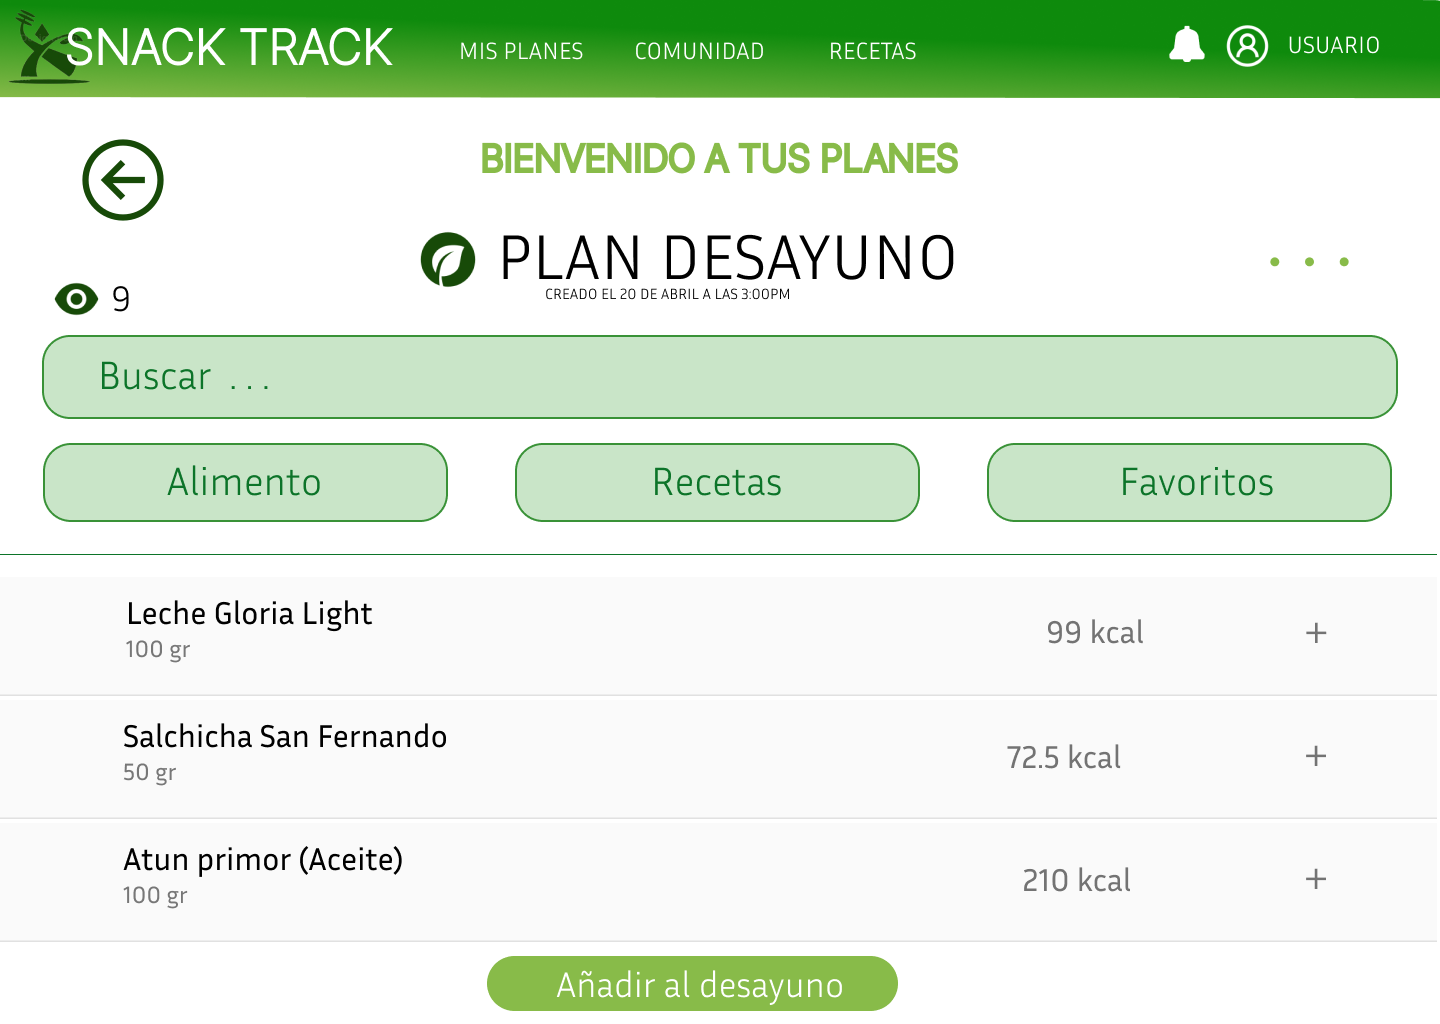 SNACK TRACK MIS PLANES COMUNIDAD RECETAS USUARIO
BIENVENIDO A TUS PLANES
PLAN DESAYUNO
CREADO EL 20 DE ABRIL A LAS 3:00PM
9
Buscar ...
Alimento Recetas Favoritos
Leche Gloria Light
100 gr
99 kcal +
Salchicha San Fernando
50 gr
72.5 kcal +
Atun primor (Aceite)
100 gr
210 kcal +
Añadir al desayuno